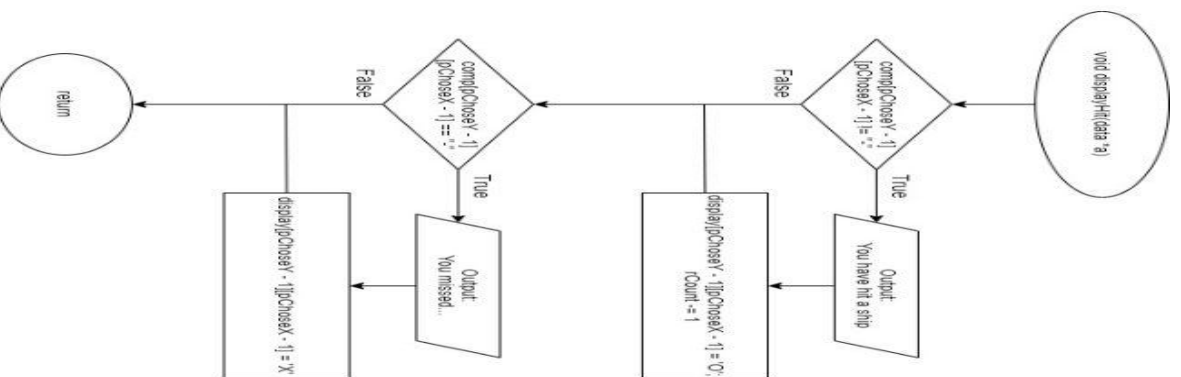 void displayHit(data *a)
comp[pChoseY - 1]
[pChoseX - 1] != "-"
True
False
Output:
You have hit a ship
display[pChoseY - 1][pChoseX - 1] = 'O';
rCount -= 1
comp[pChoseY - 1]
[pChoseX - 1] == "-"
True
False
Output:
You missed...
display[pChoseY - 1][pChoseX - 1] = 'X'
return